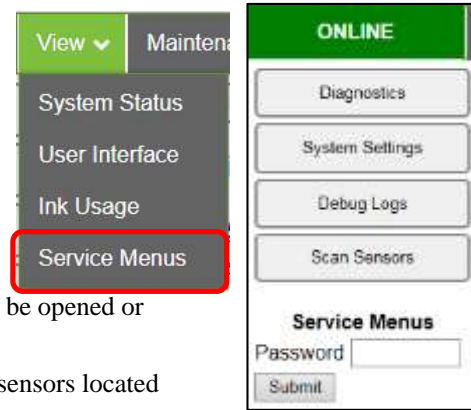 View Maintena
System Status
User Interface
Ink Usage
Service Menus
be opened or
sensors located
ONLINE
Diagnostics
System Settings
Debug Logs
Scan Sensors
Service Menus
Password
Submit